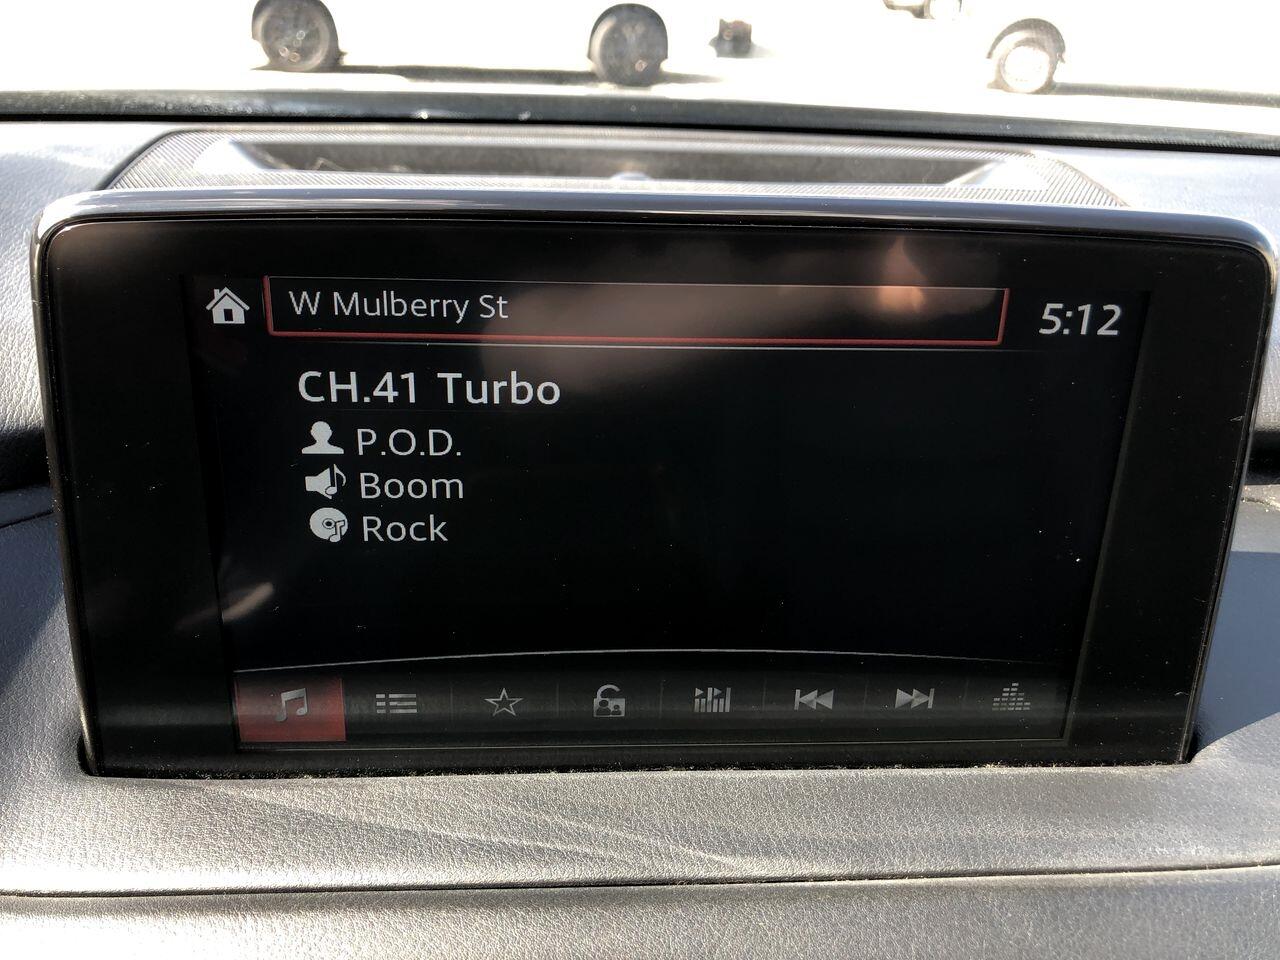 W Mulberry St
5:12
CH.41 Turbo
P.O.D.
Boom
Rock